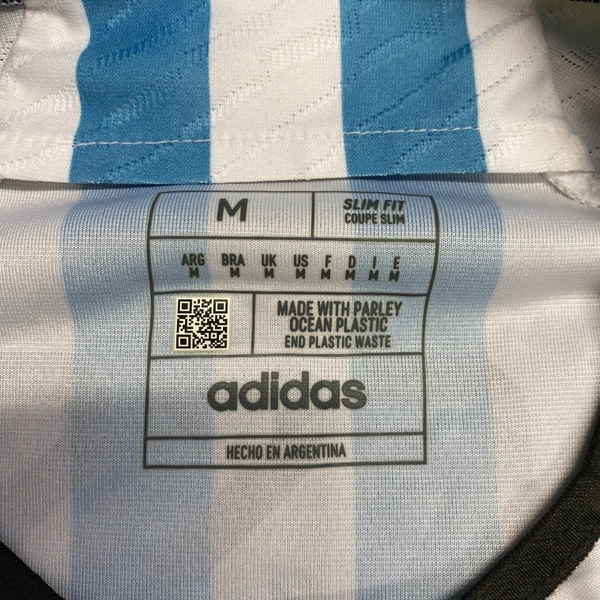 M
SLIM FIT
COUPE SLIM
ARG BRA UK US F D I E
M M M M M M M M
MADE WITH PARLEY
OCEAN PLASTIC
END PLASTIC WASTE
adidas
HECHO EN ARGENTINA